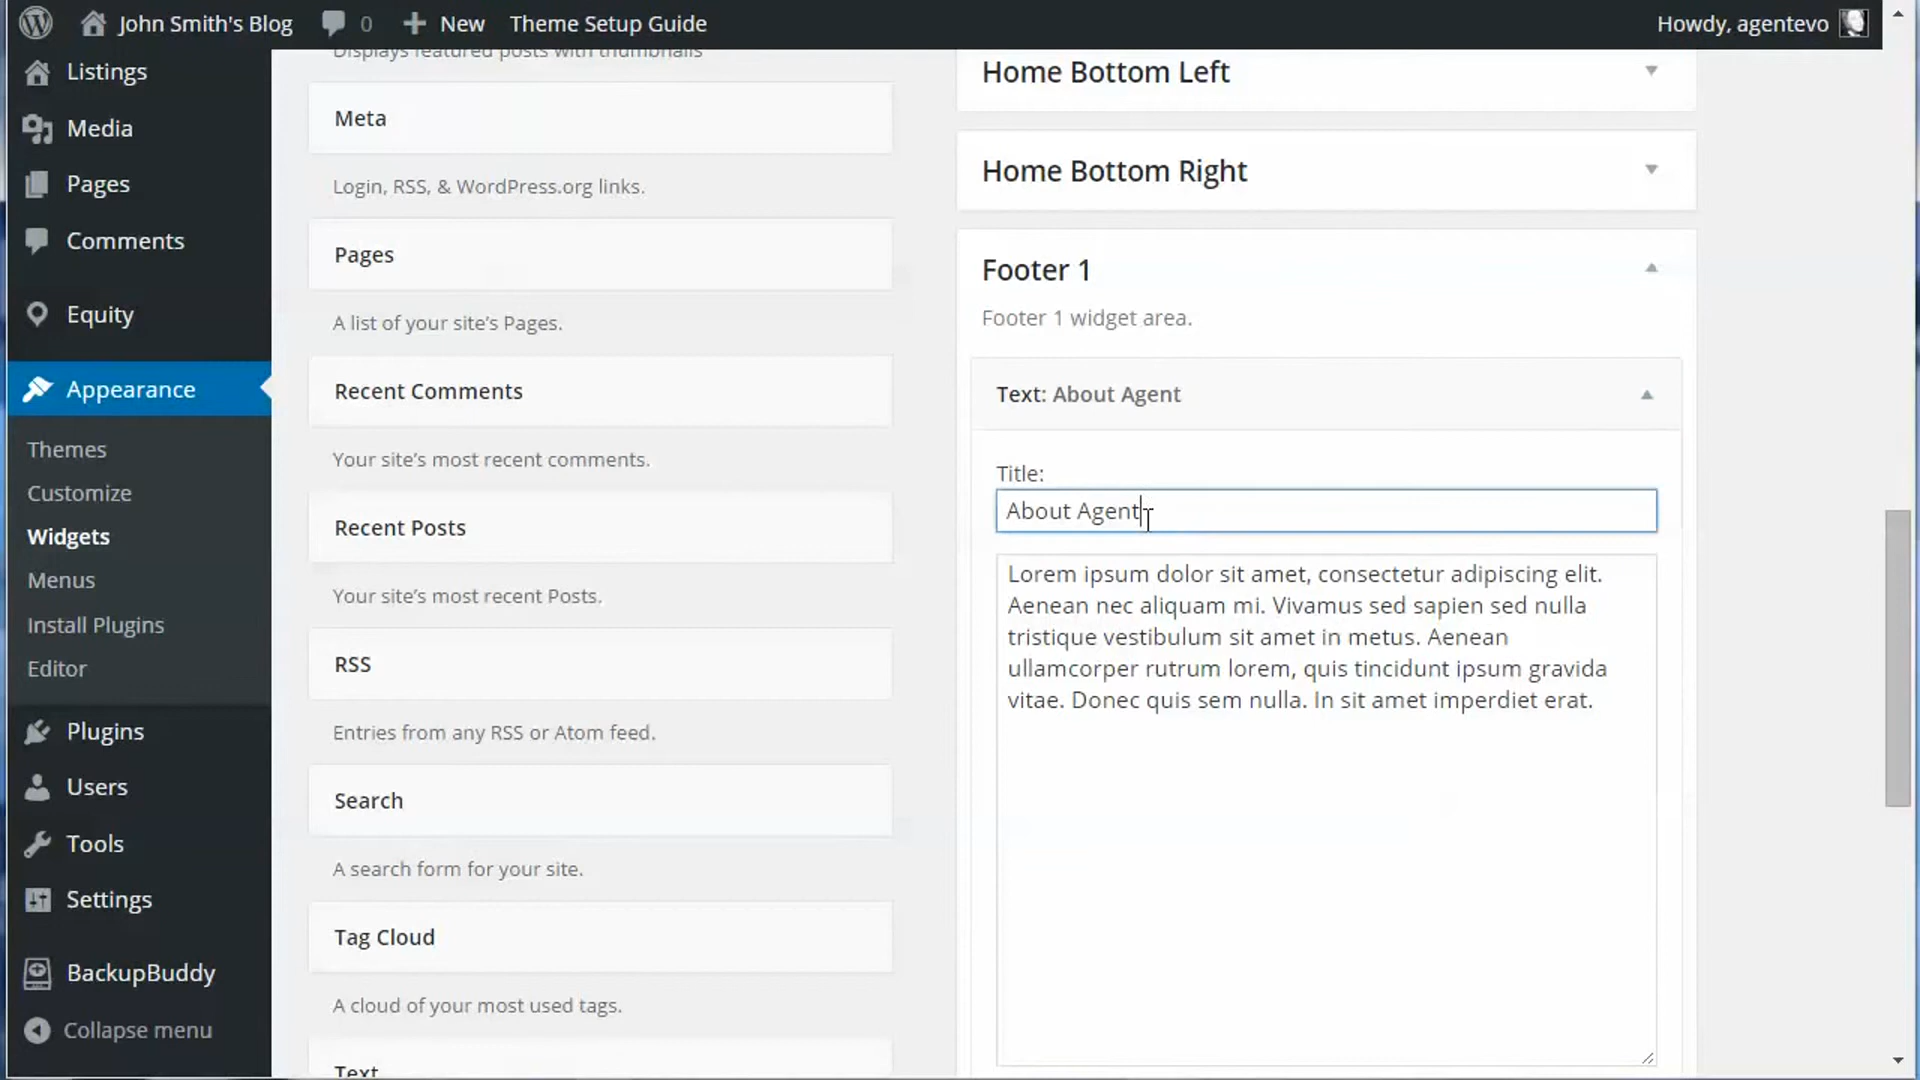 John Smith's Blog
0
New
Theme Setup Guide
Howdy, agentevo
Listings
Media
Pages
Comments
Equity
Appearance
Themes
Customize
Widgets
Menus
Install Plugins
Editor
Plugins
Users
Tools
Settings
BackupBuddy
Collapse menu
Displays featured posts with thumbnails
Meta
Login, RSS, & WordPress.org links.
Pages
A list of your site's Pages.
Recent Comments
Your site's most recent comments.
Recent Posts
Your site's most recent Posts.
RSS
Entries from any RSS or Atom feed.
Search
A search form for your site.
Tag Cloud
A cloud of your most used tags.
Text
Home Bottom Left
Home Bottom Right
Footer 1
Footer 1 widget area.
Text: About Agent
Title:
About Agent
Lorem ipsum dolor sit amet, consectetur adipiscing elit.
Aenean nec aliquam mi. Vivamus sed sapien sed nulla
tristique vestibulum sit amet in metus. Aenean
ullamcorper rutrum lorem, quis tincidunt ipsum gravida
vitae. Donec quis sem nulla. In sit amet imperdiet erat.